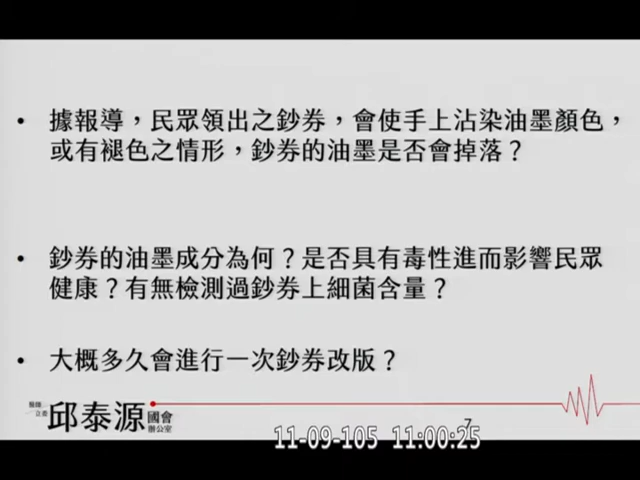 • 據報導，民眾領出之鈔券，會使手上沾染油墨顏色，
或有褪色之情形，鈔券的油墨是否會掉落？
• 鈔券的油墨成分為何？是否具有毒性進而影響民眾
健康？有無檢測過鈔券上細菌含量？
• 大概多久會進行一次鈔券改版？
醫師
立委
邱泰源 國會
辦公室
7
11-09-105 11:00:25